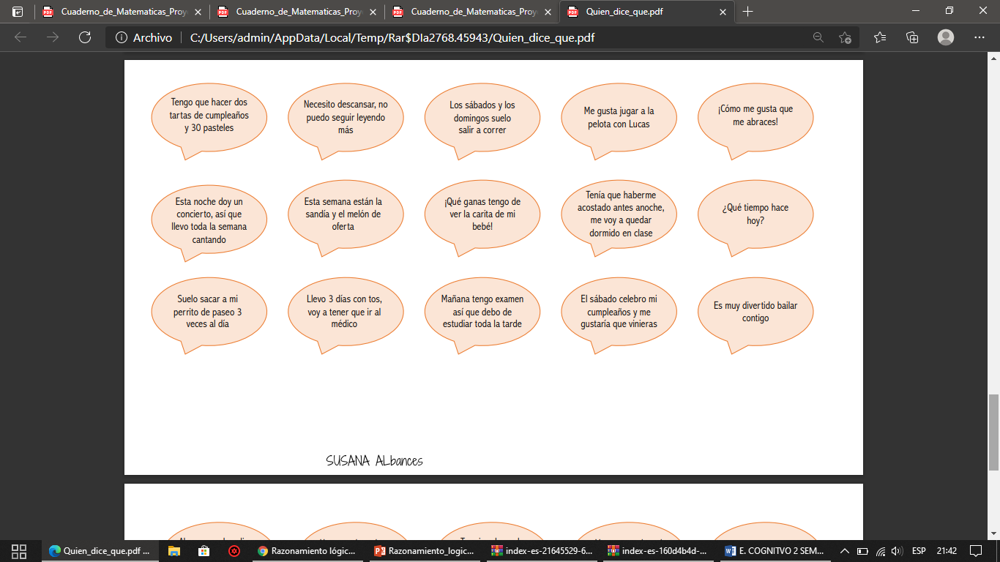 Cuaderno_de_Matematicas_Proy
Cuaderno_de_Matematicas_Proy
Cuaderno_de_Matematicas_Proy
Quien_dice_que.pdf
Archivo
C:/Users/admin/AppData/Local/Temp/Rar$DIa2768.45943/Quien_dice_que.pdf
Tengo que hacer dos
tartas de cumpleaños
y 30 pasteles
Necesito descansar, no
puedo seguir leyendo
más
Los sábados y los
domingos suelo
salir a correr
Me gusta jugar a la
pelota con Lucas
¡Cómo me gusta que
me abraces!
Esta noche doy un
concierto, así que
llevo toda la semana
cantando
Esta semana están la
sandía y el melón de
oferta
¡Qué ganas tengo de
ver la carita de mi
bebé!
Tenía que haberme
acostado antes anoche,
me voy a quedar
dormido en clase
¿Qué tiempo hace
hoy?
Suelo sacar a mi
perrito de paseo 3
veces al día
Llevo 3 días con tos,
voy a tener que ir al
médico
Mañana tengo examen
así que debo de
estudiar toda la tarde
El sábado celebro mi
cumpleaños y me
gustaría que vinieras
Es muy divertido bailar
contigo
SUSANA ALbances
Quien_dice_que.pdf ...
Razonamiento lógic...
Razonamiento_logic...
index-es-21645529-6...
index-es-160d4b4d-...
E. COGNITVO 2 SEM...
ESP
21:42